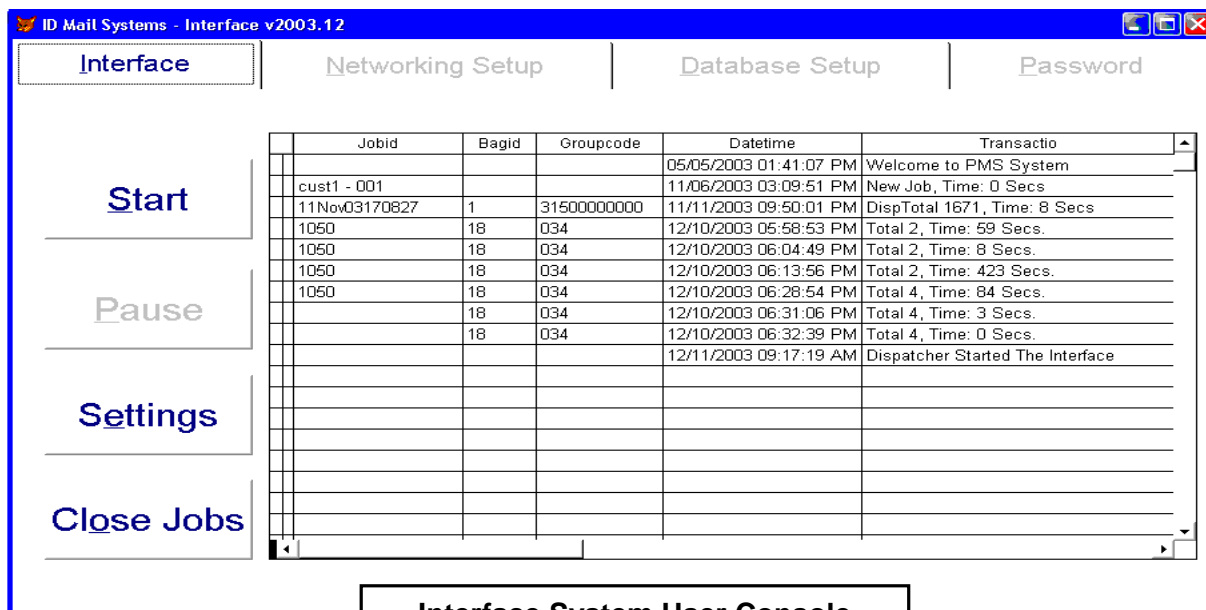 ID Mail Systems - Interface v2003.12
Interface Networking Setup Database Setup Password
Start
Pause
Settings
Close Jobs
Jobid Bagid Groupcode Datetime Transactio
05/05/2003 01:41:07 PM Welcome to PMS System
cust1 - 001 11/06/2003 03:09:51 PM New Job, Time: 0 Secs
11Nov03170827 1 31500000000 11/11/2003 09:50:01 PM DispTotal 1671, Time: 8 Secs
1050 18 034 12/10/2003 05:58:53 PM Total 2, Time: 59 Secs.
1050 18 034 12/10/2003 06:04:49 PM Total 2, Time: 8 Secs.
1050 18 034 12/10/2003 06:13:56 PM Total 2, Time: 423 Secs.
1050 18 034 12/10/2003 06:28:54 PM Total 4, Time: 84 Secs.
18 034 12/10/2003 06:31:06 PM Total 4, Time: 3 Secs.
18 034 12/10/2003 06:32:39 PM Total 4, Time: 0 Secs.
12/11/2003 09:17:19 AM Dispatcher Started The Interface
Interface System User Console